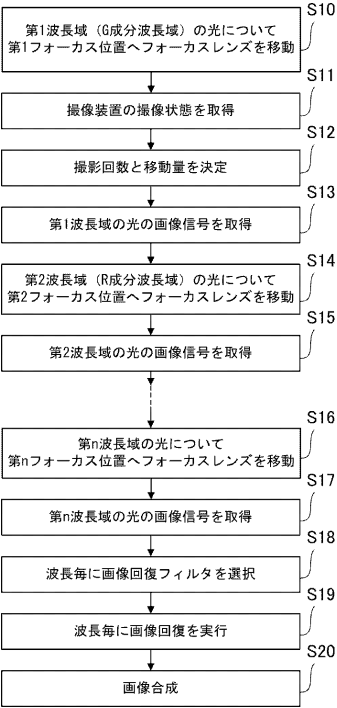 S10
第1波長域（G成分波長域）の光について
第1フォーカス位置へフォーカスレンズを移動
S11
撮像装置の撮像状態を取得
S12
撮影回数と移動量を決定
S13
第1波長域の光の画像信号を取得
S14
第2波長域（R成分波長域）の光について
第2フォーカス位置へフォーカスレンズを移動
S15
第2波長域の光の画像信号を取得
S16
第n波長域の光について
第nフォーカス位置へフォーカスレンズを移動
S17
第n波長域の光の画像信号を取得
S18
波長毎に画像回復フィルタを選択
S19
波長毎に画像回復を実行
S20
画像合成